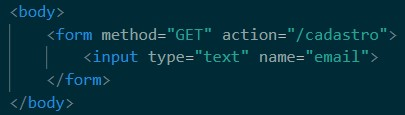 <body>
<form method="GET" action="/cadastro">
<input type="text" name="email">
</form>
</body>